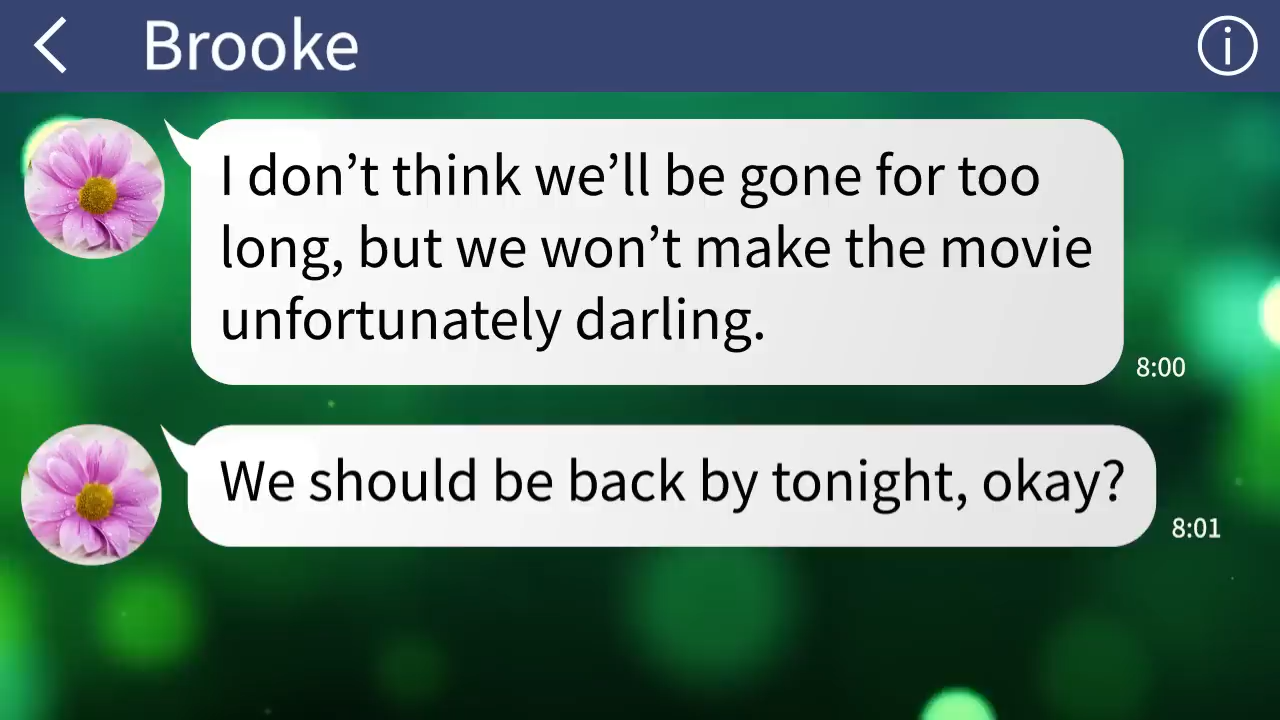 Brooke
I don’t think we’ll be gone for too
long, but we won’t make the movie
unfortunately darling.
8:00
We should be back by tonight, okay?
8:01